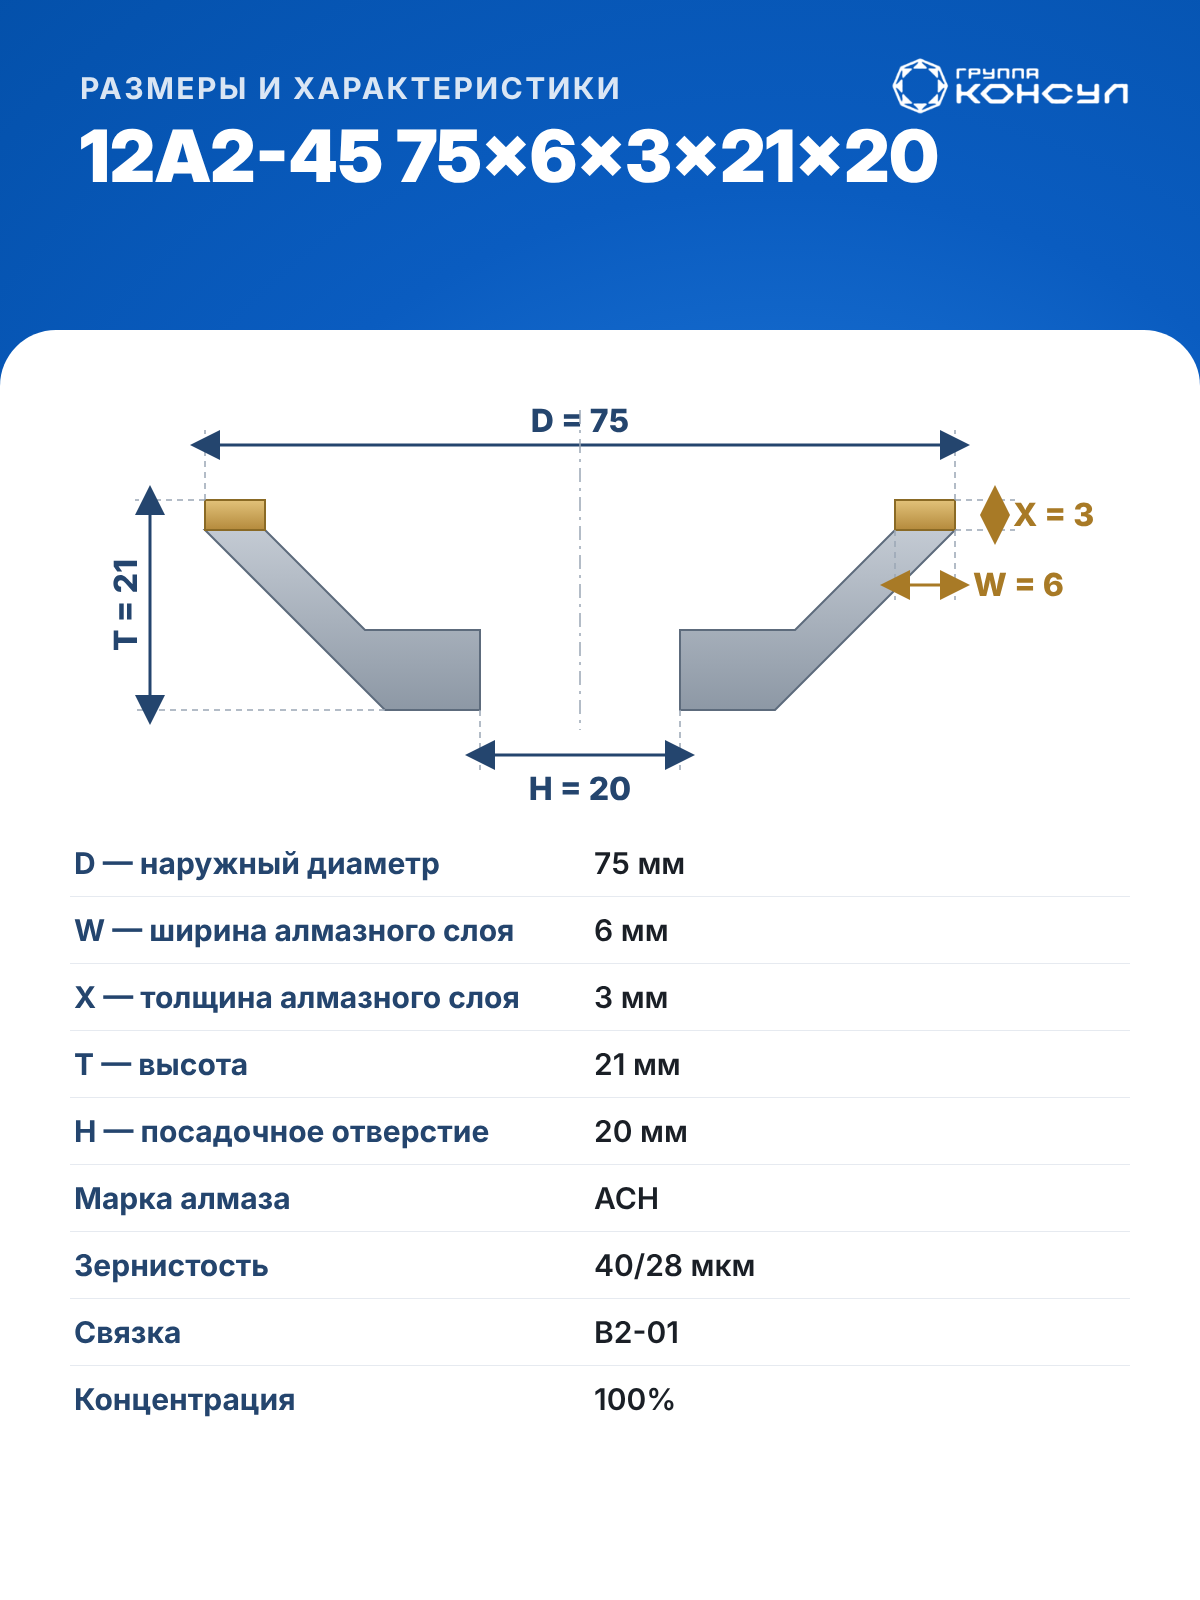 РАЗМЕРЫ И ХАРАКТЕРИСТИКИ
ГРУППА
КОНСУЛ
12A2-45 75×6×3×21×20
D = 75
X = 3
T = 21
W = 6
H = 20
D — наружный диаметр 75 мм
W — ширина алмазного слоя 6 мм
X — толщина алмазного слоя 3 мм
T — высота 21 мм
H — посадочное отверстие 20 мм
Марка алмаза АСН
Зернистость 40/28 мкм
Связка В2-01
Концентрация 100%